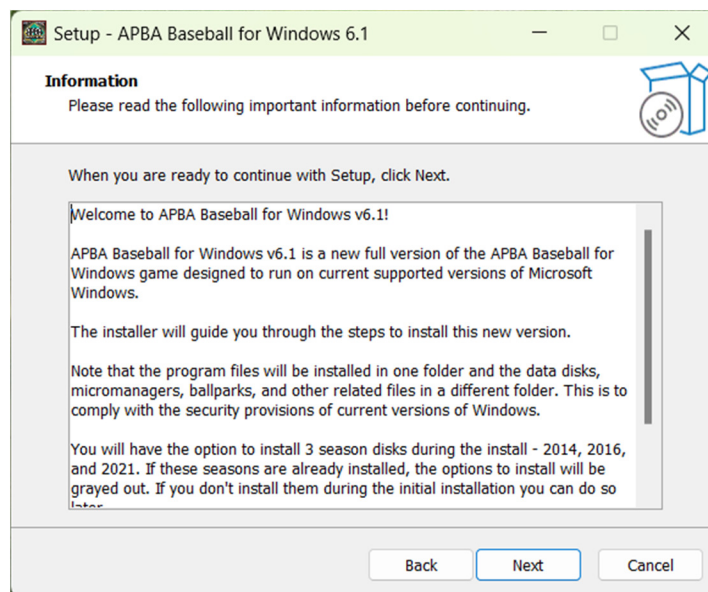 Setup - APBA Baseball for Windows 6.1
Information
Please read the following important information before continuing.
When you are ready to continue with Setup, click Next.
Welcome to APBA Baseball for Windows v6.1!
APBA Baseball for Windows v6.1 is a new full version of the APBA Baseball for
Windows game designed to run on current supported versions of Microsoft
Windows.
The installer will guide you through the steps to install this new version.
Note that the program files will be installed in one folder and the data disks,
micromanagers, ballparks, and other related files in a different folder. This is to
comply with the security provisions of current versions of Windows.
You will have the option to install 3 season disks during the install - 2014, 2016,
and 2021. If these seasons are already installed, the options to install will be
grayed out. If you don't install them during the initial installation you can do so
later.
Back
Next
Cancel